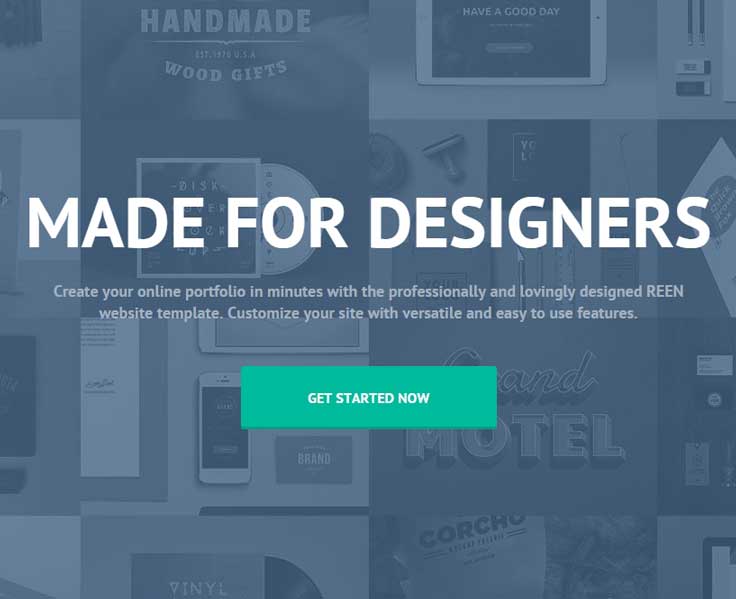 HANDMADE
EST. 1970 U.S.A
WOOD GIFTS
HAVE A GOOD DAY
DISK
OVER
MADE FOR DESIGNERS
Create your online portfolio in minutes with the professionally and lovingly designed REEN
website template. Customize your site with versatile and easy to use features.
GET STARTED NOW
Grand
MOTEL
BRAND
CORCHO
VINYL